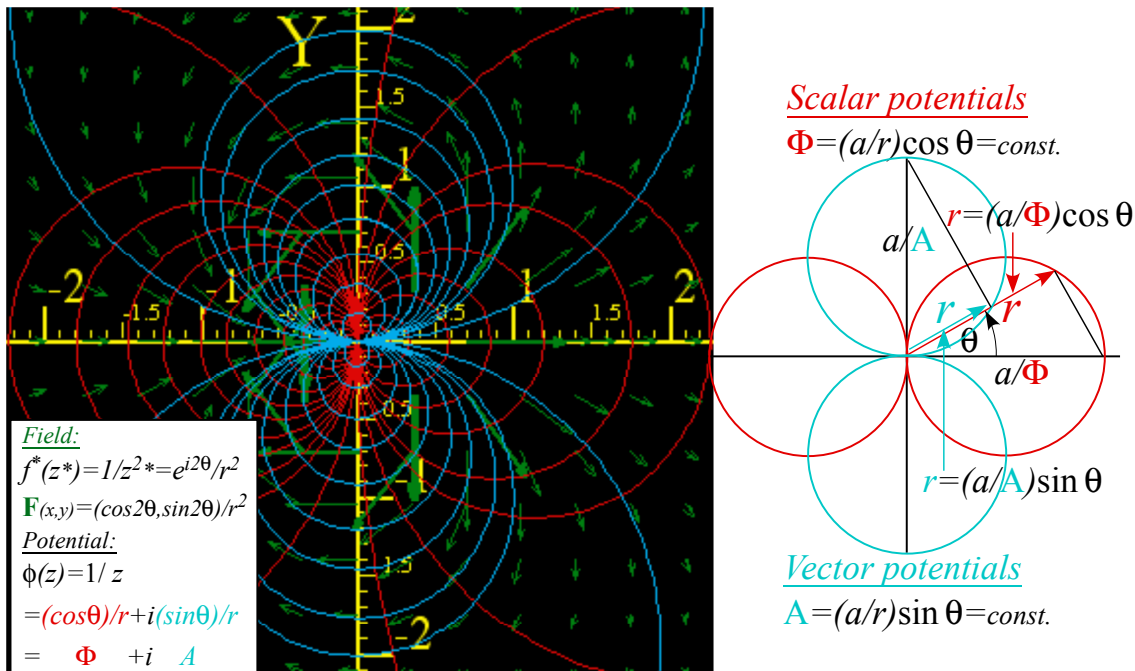 Y
2
1.5
1
0.5
-2
-1.5
-1
0.5
1
1.5
2
0.5
-1
1.5
-2
Field:
f*(z*)=1/z²*=e^{i2θ}/r²
F(x,y)=(cos2θ,sin2θ)/r²
Potential:
ϕ(z)=1/z
=(cosθ)/r+i(sinθ)/r
= Φ +i A
Scalar potentials
Φ=(a/r)cos θ=const.
r=(a/Φ)cos θ
a/A
r
r
θ
a/Φ
r=(a/A)sin θ
Vector potentials
A=(a/r)sin θ=const.